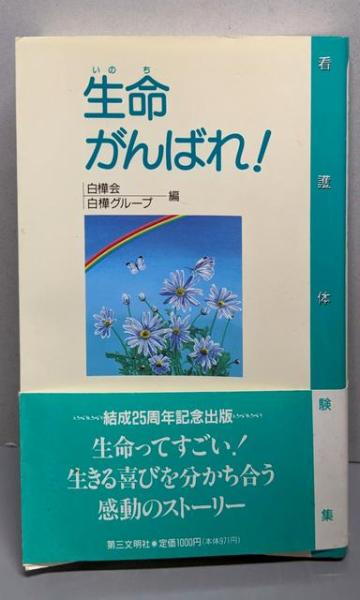 いのち
生命
がんばれ!
白樺会
白樺グループ
編
看護体験集
結成25周年記念出版
生命ってすごい!
生きる喜びを分かち合う
感動のストーリー
第三文明社●定価1000円(本体971円)